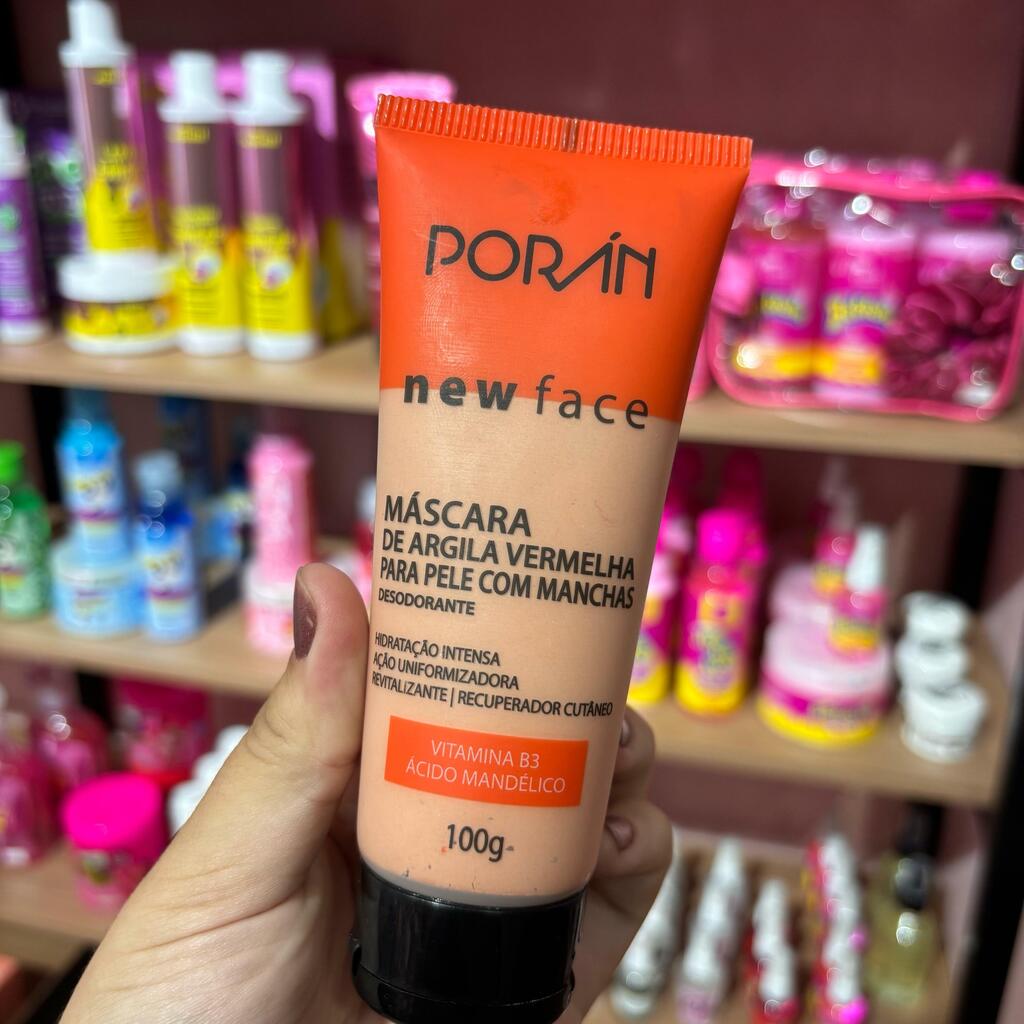 PORÁN
new face
MÁSCARA
DE ARGILA VERMELHA
PARA PELE COM MANCHAS
DESODORANTE
HIDRATAÇÃO INTENSA
AÇÃO UNIFORMIZADORA
REVITALIZANTE | RECUPERADOR CUTÂNEO
VITAMINA B3
ÁCIDO MANDÉLICO
100g